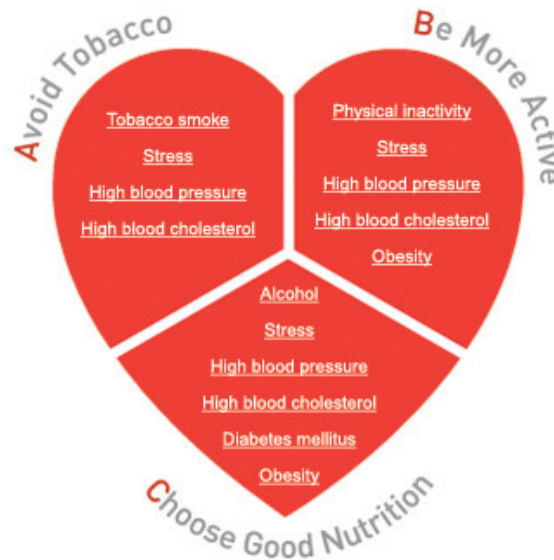 Avoid Tobacco
Tobacco smoke
Stress
High blood pressure
High blood cholesterol
Be More Active
Physical inactivity
Stress
High blood pressure
High blood cholesterol
Obesity
Alcohol
Stress
High blood pressure
High blood cholesterol
Diabetes mellitus
Obesity
Choose Good Nutrition